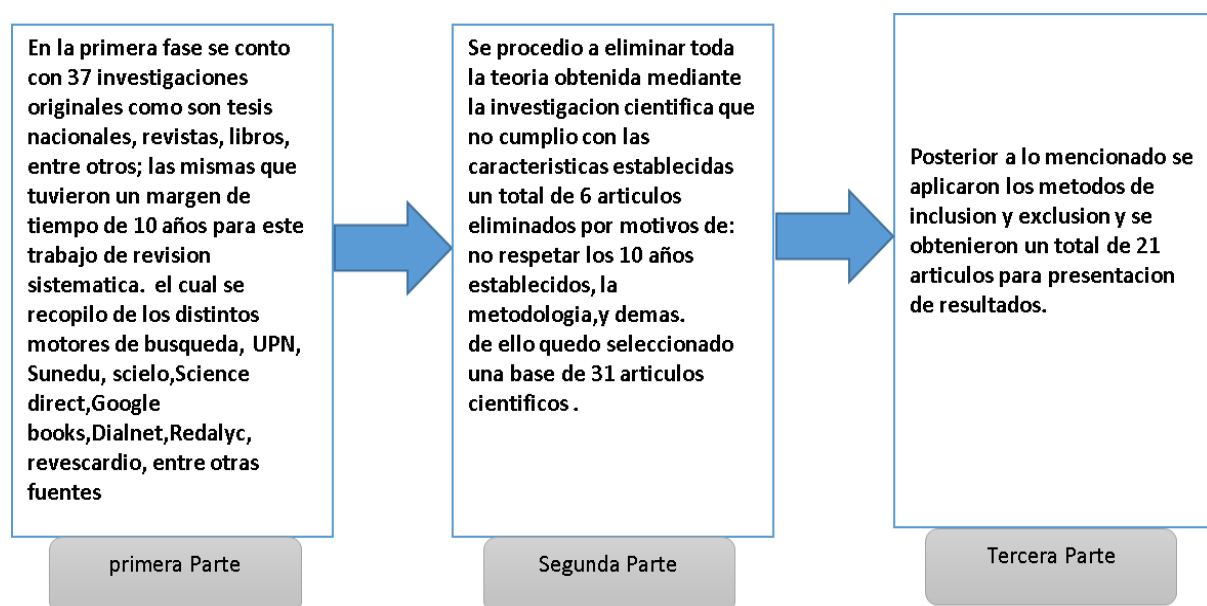 En la primera fase se conto
con 37 investigaciones
originales como son tesis
nacionales, revistas, libros,
entre otros; las mismas que
tuvieron un margen de
tiempo de 10 años para este
trabajo de revision
sistematica. el cual se
recopilo de los distintos
motores de busqueda, UPN,
Sunedu, scielo,Science
direct,Google
books,Dialnet,Redalyc,
revescardio, entre otras
fuentes
primera Parte
Se procedio a eliminar toda
la teoria obtenida mediante
la investigacion cientifica que
no cumplio con las
caracteristicas establecidas
un total de 6 articulos
eliminados por motivos de:
no respetar los 10 años
establecidos, la
metodologia,y demas.
de ello quedo seleccionado
una base de 31 articulos
cientificos .
Segunda Parte
Posterior a lo mencionado se
aplicaron los metodos de
inclusion y exclusion y se
obtenieron un total de 21
articulos para presentacion
de resultados.
Tercera Parte